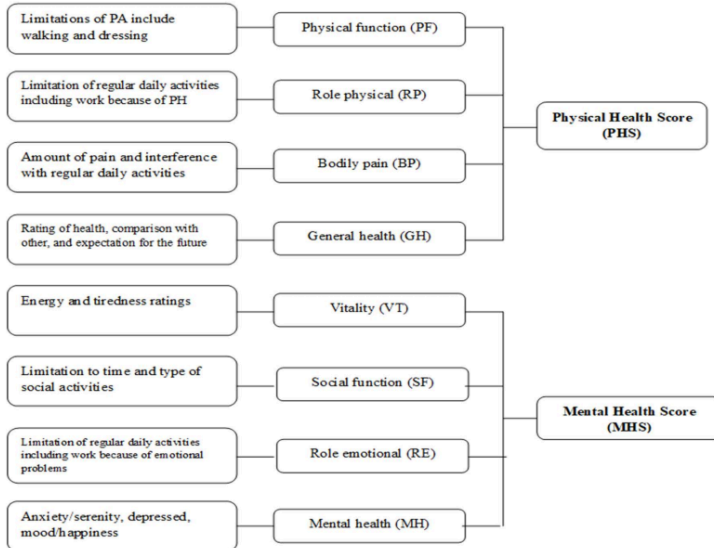 Limitations of PA include
walking and dressing
Physical function (PF)
Limitation of regular daily activities
including work because of PH
Role physical (RP)
Physical Health Score
(PHS)
Amount of pain and interference
with regular daily activities
Bodily pain (BP)
Rating of health, comparison with
other, and expectation for the future
General health (GH)
Energy and tiredness ratings
Vitality (VT)
Limitation to time and type of
social activities
Social function (SF)
Mental Health Score
(MHS)
Limitation of regular daily activities
including work because of emotional
problems
Role emotional (RE)
Anxiety/serenity, depressed,
mood/happiness
Mental health (MH)